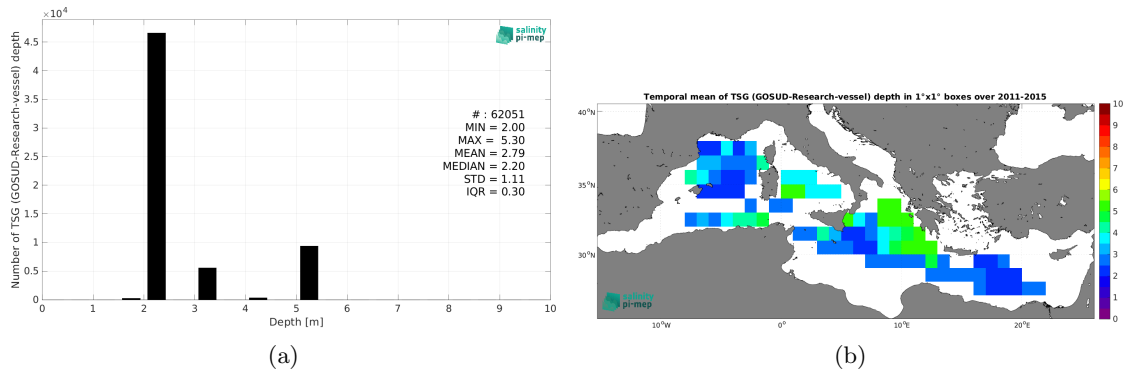 ×10⁴
4.5
4
3.5
3
2.5
2
1.5
1
0.5
0
Number of TSG (GOSUD-Research-vessel) depth
salinity
pi-mep
# : 62051
MIN = 2.00
MAX = 5.30
MEAN = 2.79
MEDIAN = 2.20
STD = 1.11
IQR = 0.30
0 1 2 3 4 5 6 7 8 9 10
Depth [m]
(a)
Temporal mean of TSG (GOSUD-Research-vessel) depth in 1°x1° boxes over 2011-2015
40°N
35°N
30°N
10°W 0° 10°E 20°E
salinity
pi-mep
10
9
8
7
6
5
4
3
2
1
0
(b)